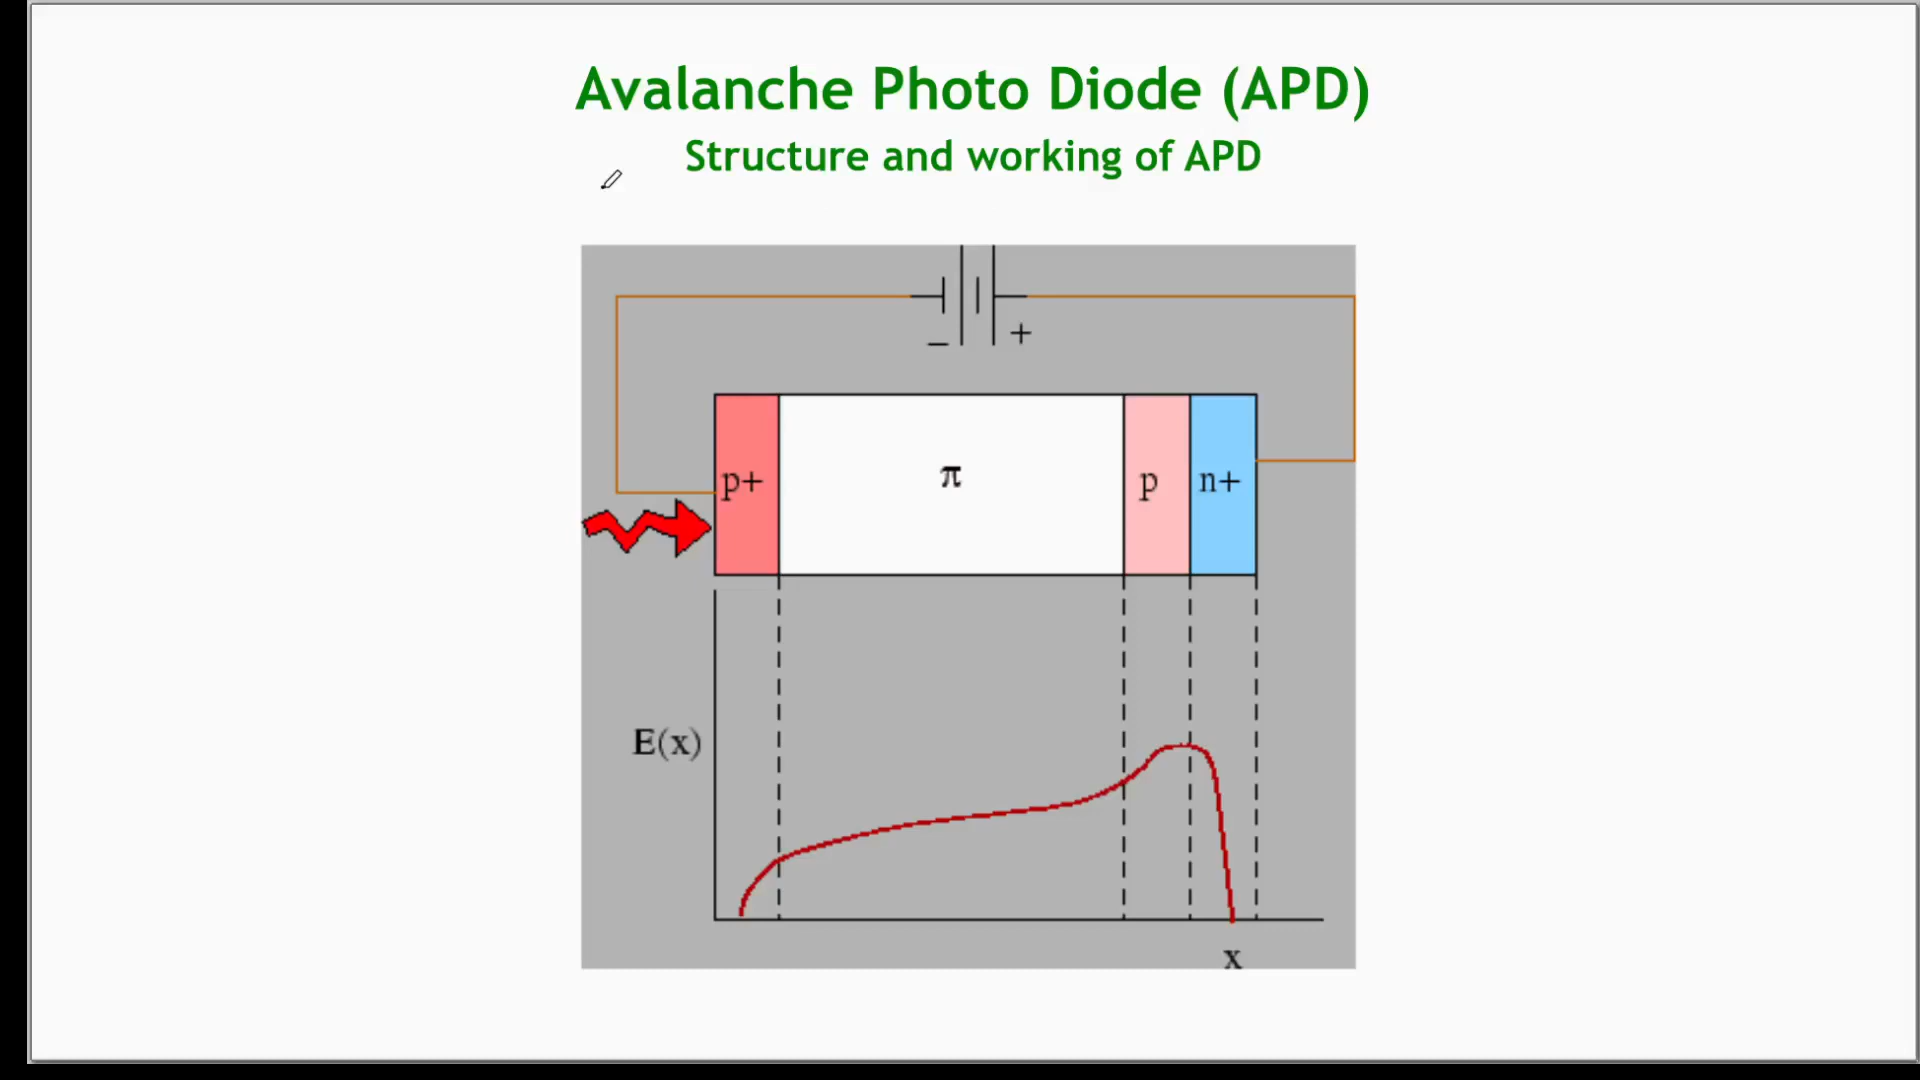 Avalanche Photo Diode (APD)
Structure and working of APD
− +
p+ π p n+
E(x)
x